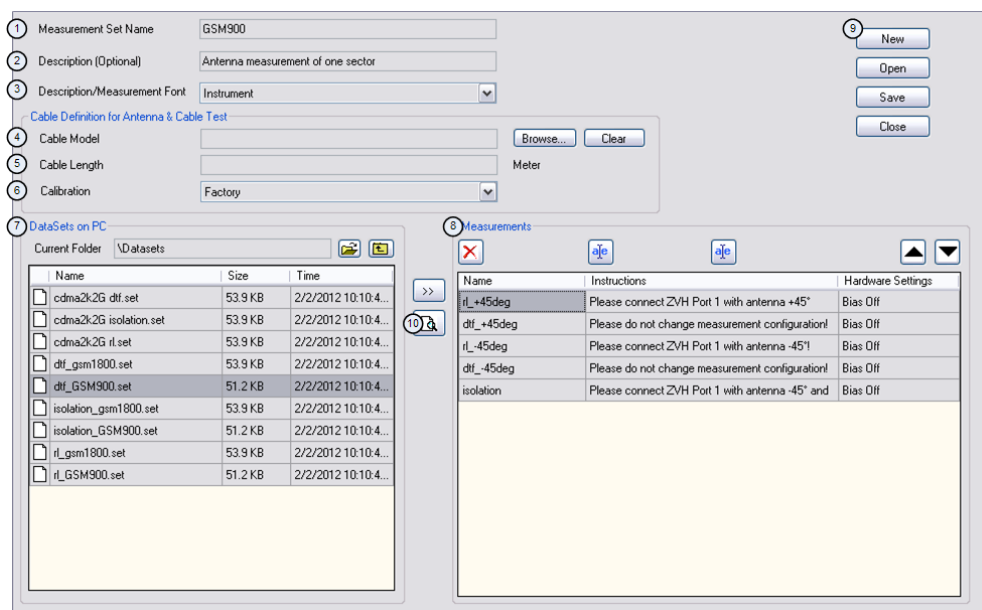 1 Measurement Set Name GSM900 9 New
2 Description (Optional) Antenna measurement of one sector Open
3 Description/Measurement Font Instrument Save
Cable Definition for Antenna & Cable Test Close
4 Cable Model Browse... Clear
5 Cable Length Meter
6 Calibration Factory
7 DataSets on PC
Current Folder \Datasets
Name Size Time
cdma2k2G dtf.set 53.9 KB 2/2/2012 10:10:4...
cdma2k2G isolation.set 53.9 KB 2/2/2012 10:10:4...
cdma2k2G rl.set 53.9 KB 2/2/2012 10:10:4...
dtf_gsm1800.set 53.9 KB 2/2/2012 10:10:4...
dtf_GSM900.set 51.2 KB 2/2/2012 10:10:4...
isolation_gsm1800.set 53.9 KB 2/2/2012 10:10:4...
isolation_GSM900.set 51.2 KB 2/2/2012 10:10:4...
rl_gsm1800.set 53.9 KB 2/2/2012 10:10:4...
rl_GSM900.set 51.2 KB 2/2/2012 10:10:4...
>>
10
8 Measurements
a|e a|e
Name Instructions Hardware Settings
rl_+45deg Please connect ZVH Port 1 with antenna +45° Bias Off
dtf_+45deg Please do not change measurement configuration! Bias Off
rl_-45deg Please connect ZVH Port 1 with antenna -45°! Bias Off
dtf_-45deg Please do not change measurement configuration! Bias Off
isolation Please connect ZVH Port 1 with antenna -45° and Bias Off